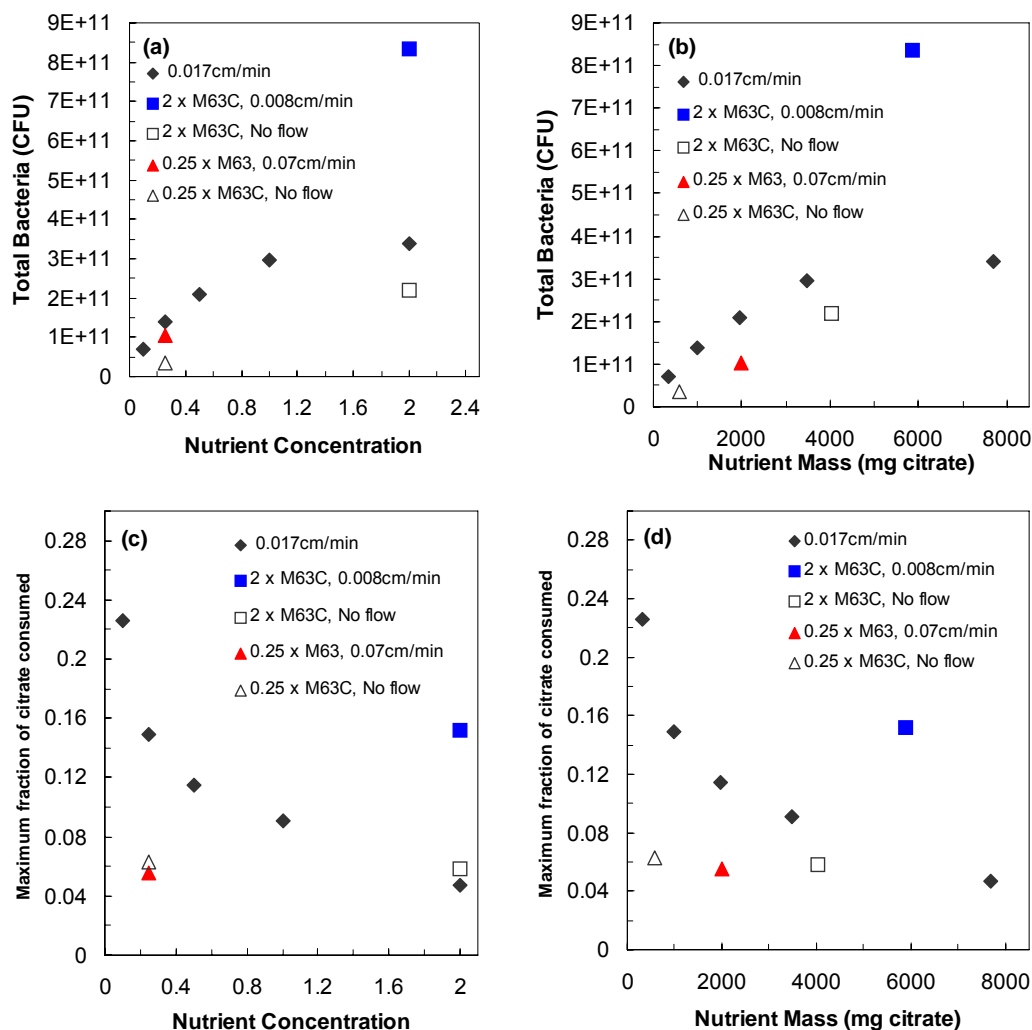 (a)
Total Bacteria (CFU)
9E+11
8E+11
7E+11
6E+11
5E+11
4E+11
3E+11
2E+11
1E+11
0
0.017cm/min
2 x M63C, 0.008cm/min
2 x M63C, No flow
0.25 x M63, 0.07cm/min
0.25 x M63C, No flow
0 0.4 0.8 1.2 1.6 2 2.4
Nutrient Concentration
(b)
Total Bacteria (CFU)
9E+11
8E+11
7E+11
6E+11
5E+11
4E+11
3E+11
2E+11
1E+11
0
0.017cm/min
2 x M63C, 0.008cm/min
2 x M63C, No flow
0.25 x M63, 0.07cm/min
0.25 x M63C, No flow
0 2000 4000 6000 8000
Nutrient Mass (mg citrate)
(c)
Maximum fraction of citrate consumed
0.28
0.24
0.2
0.16
0.12
0.08
0.04
0
0.017cm/min
2 x M63C, 0.008cm/min
2 x M63C, No flow
0.25 x M63, 0.07cm/min
0.25 x M63C, No flow
0 0.4 0.8 1.2 1.6 2
Nutrient Concentration
(d)
Maximum fraction of citrate consumed
0.28
0.24
0.2
0.16
0.12
0.08
0.04
0
0.017cm/min
2 x M63C, 0.008cm/min
2 x M63C, No flow
0.25 x M63, 0.07cm/min
0.25 x M63C, No flow
0 2000 4000 6000 8000
Nutrient Mass (mg citrate)